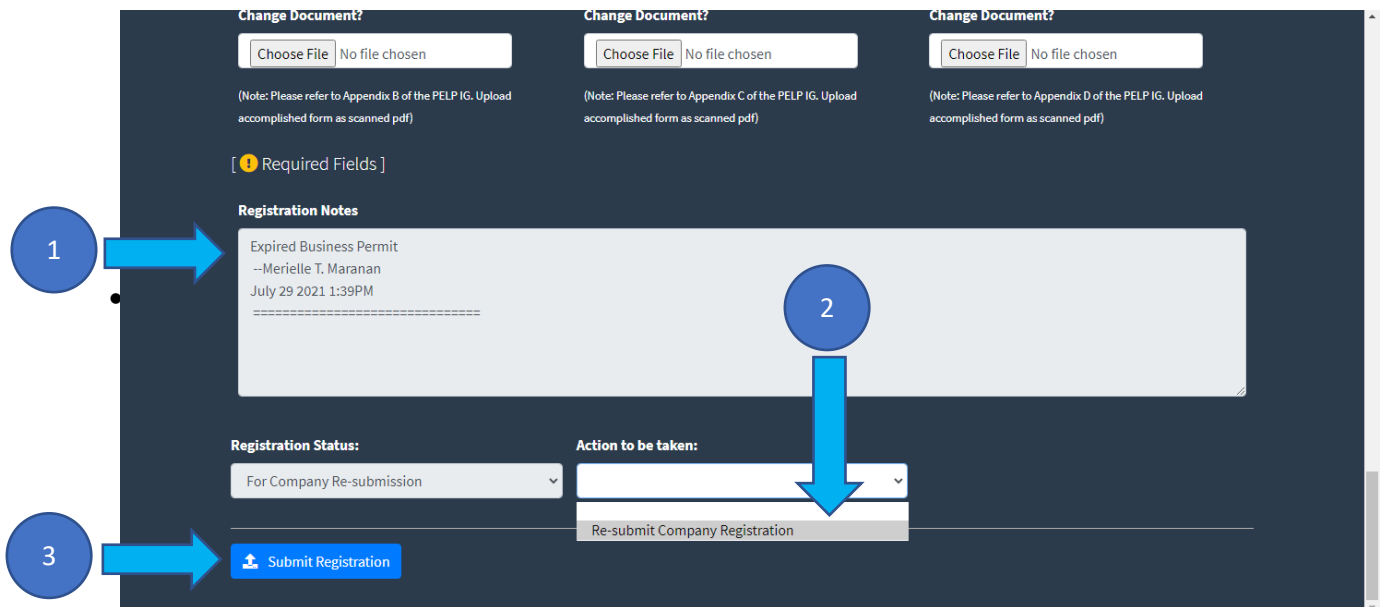 Change Document? Change Document? Change Document?
Choose File No file chosen Choose File No file chosen Choose File No file chosen
(Note: Please refer to Appendix B of the PELP IG. Upload (Note: Please refer to Appendix C of the PELP IG. Upload (Note: Please refer to Appendix D of the PELP IG. Upload
accomplished form as scanned pdf) accomplished form as scanned pdf) accomplished form as scanned pdf)
[ ! Required Fields ]
Registration Notes
1
Expired Business Permit
--Merielle T. Maranan
July 29 2021 1:39PM
===============================
2
Registration Status: Action to be taken:
For Company Re-submission
Re-submit Company Registration
3
Submit Registration